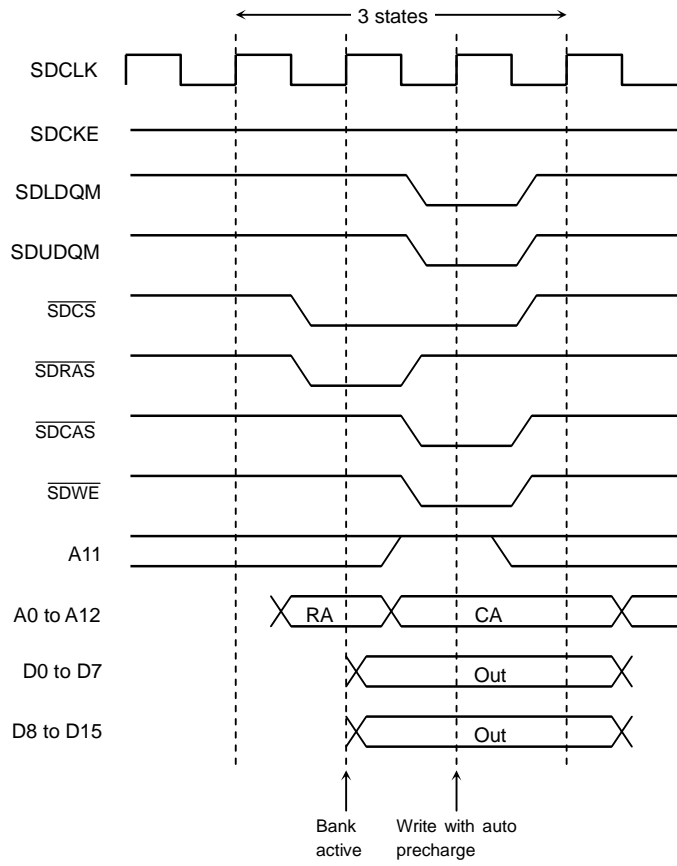 3 states
SDCLK
SDCKE
SDLDQM
SDUDQM
SDCS
SDRAS
SDCAS
SDWE
A11
A0 to A12
RA
CA
D0 to D7
Out
D8 to D15
Out
Bank
active
Write with auto
precharge